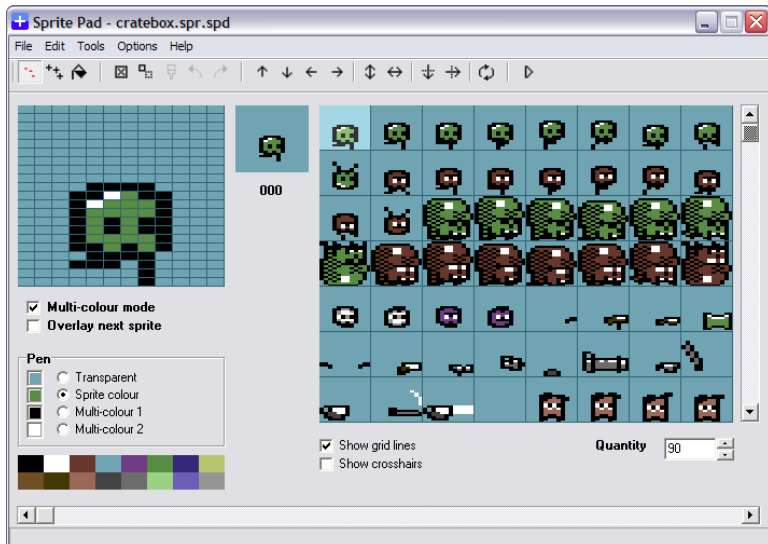 Sprite Pad - cratebox.spr.spd
File Edit Tools Options Help
000
Multi-colour mode
Overlay next sprite
Pen
Transparent
Sprite colour
Multi-colour 1
Multi-colour 2
Show grid lines
Show crosshairs
Quantity 90